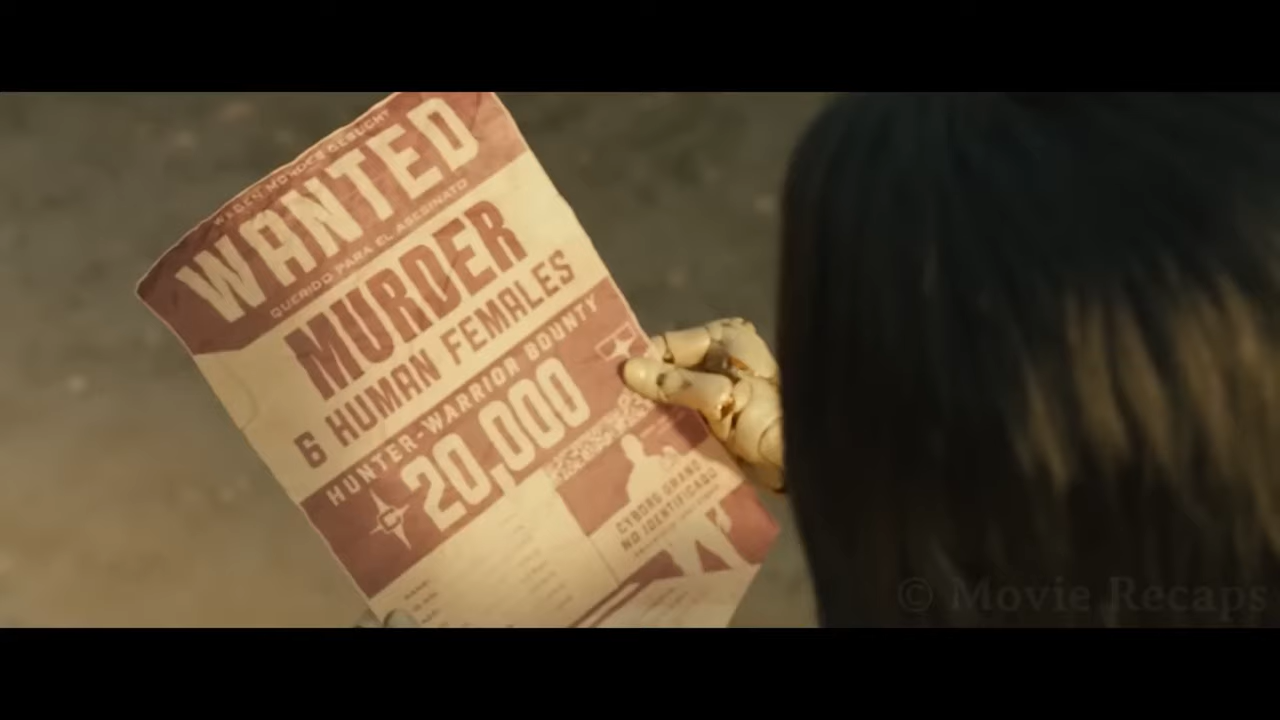 WANTED
QUERIDO PARA EL ASESINATO
MURDER
6 HUMAN FEMALES
HUNTER-WARRIOR BOUNTY
20,000
CYBORG GRAND
NO IDENTIFICADO
© Movie Recaps